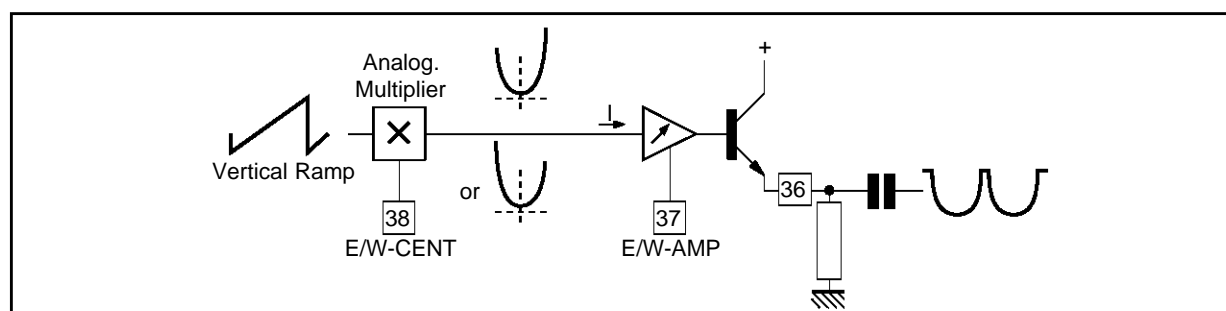 Analog.
Multiplier
Vertical Ramp
or
I
+
38
E/W-CENT
37
E/W-AMP
36